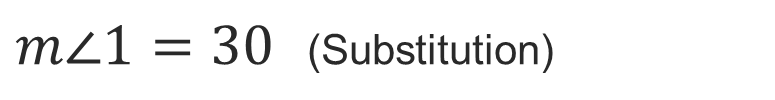 m∠1 = 30 (Substitution)